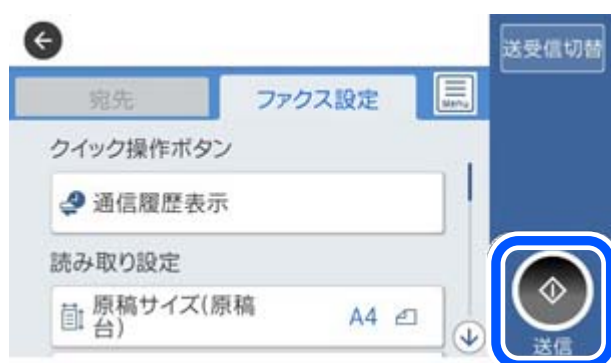 送受信切替
宛先
ファクス設定
Menu
クイック操作ボタン
通信履歴表示
読み取り設定
原稿サイズ(原稿
台)
A4
送信